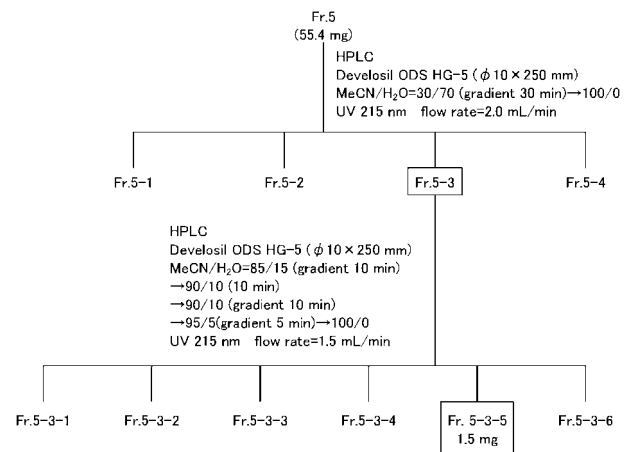 Fr.5
(55.4 mg)
HPLC
Develosil ODS HG-5 (φ10×250 mm)
MeCN/H₂O=30/70 (gradient 30 min)→100/0
UV 215 nm flow rate=2.0 mL/min
Fr.5-1 Fr.5-2 Fr.5-3 Fr.5-4
HPLC
Develosil ODS HG-5 (φ10×250 mm)
MeCN/H₂O=85/15 (gradient 10 min)
→90/10 (10 min)
→90/10 (gradient 10 min)
→95/5(gradient 5 min)→100/0
UV 215 nm flow rate=1.5 mL/min
Fr.5-3-1 Fr.5-3-2 Fr.5-3-3 Fr.5-3-4 Fr. 5-3-5 Fr.5-3-6
1.5 mg